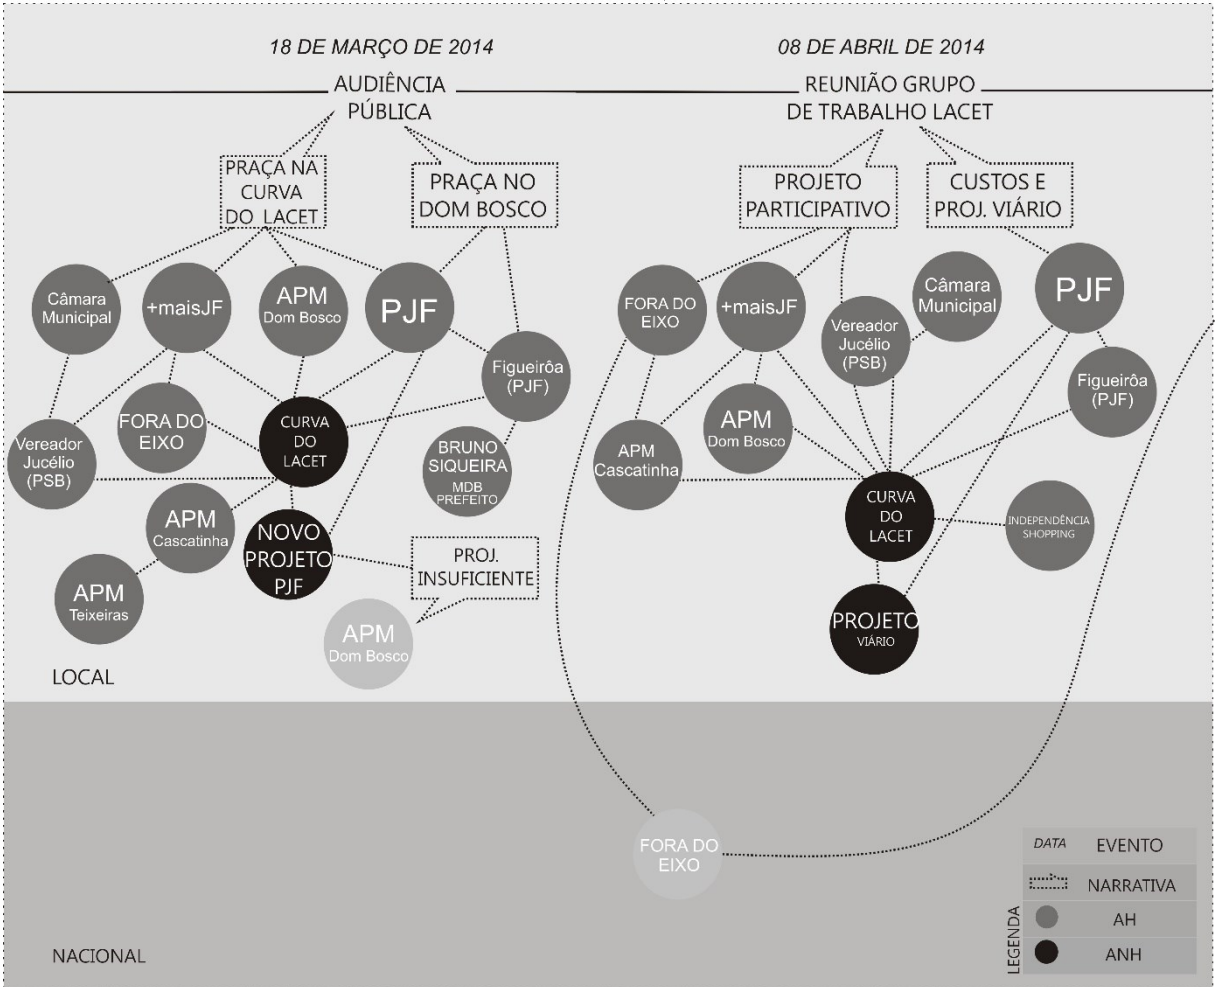 18 DE MARÇO DE 2014
AUDIÊNCIA
PÚBLICA
PRAÇA NA
CURVA
DO LACET
PRAÇA NO
DOM BOSCO
Câmara
Municipal
+maisJF
APM
Dom Bosco
PJF
Figueirôa
(PJF)
Vereador
Jucélio
(PSB)
FORA DO
EIXO
CURVA
DO
LACET
BRUNO
SIQUEIRA
MDB
PREFEITO
APM
Cascatinha
NOVO
PROJETO
PJF
PROJ.
INSUFICIENTE
APM
Teixeiras
APM
Dom Bosco
08 DE ABRIL DE 2014
REUNIÃO GRUPO
DE TRABALHO LACET
PROJETO
PARTICIPATIVO
CUSTOS E
PROJ. VIÁRIO
FORA DO
EIXO
+maisJF
Vereador
Jucélio
(PSB)
Câmara
Municipal
PJF
Figueirôa
(PJF)
APM
Cascatinha
APM
Dom Bosco
CURVA
DO
LACET
INDEPENDÊNCIA
SHOPPING
PROJETO
VIÁRIO
LOCAL
FORA DO
EIXO
NACIONAL
LEGENDA
DATA EVENTO
NARRATIVA
AH
ANH